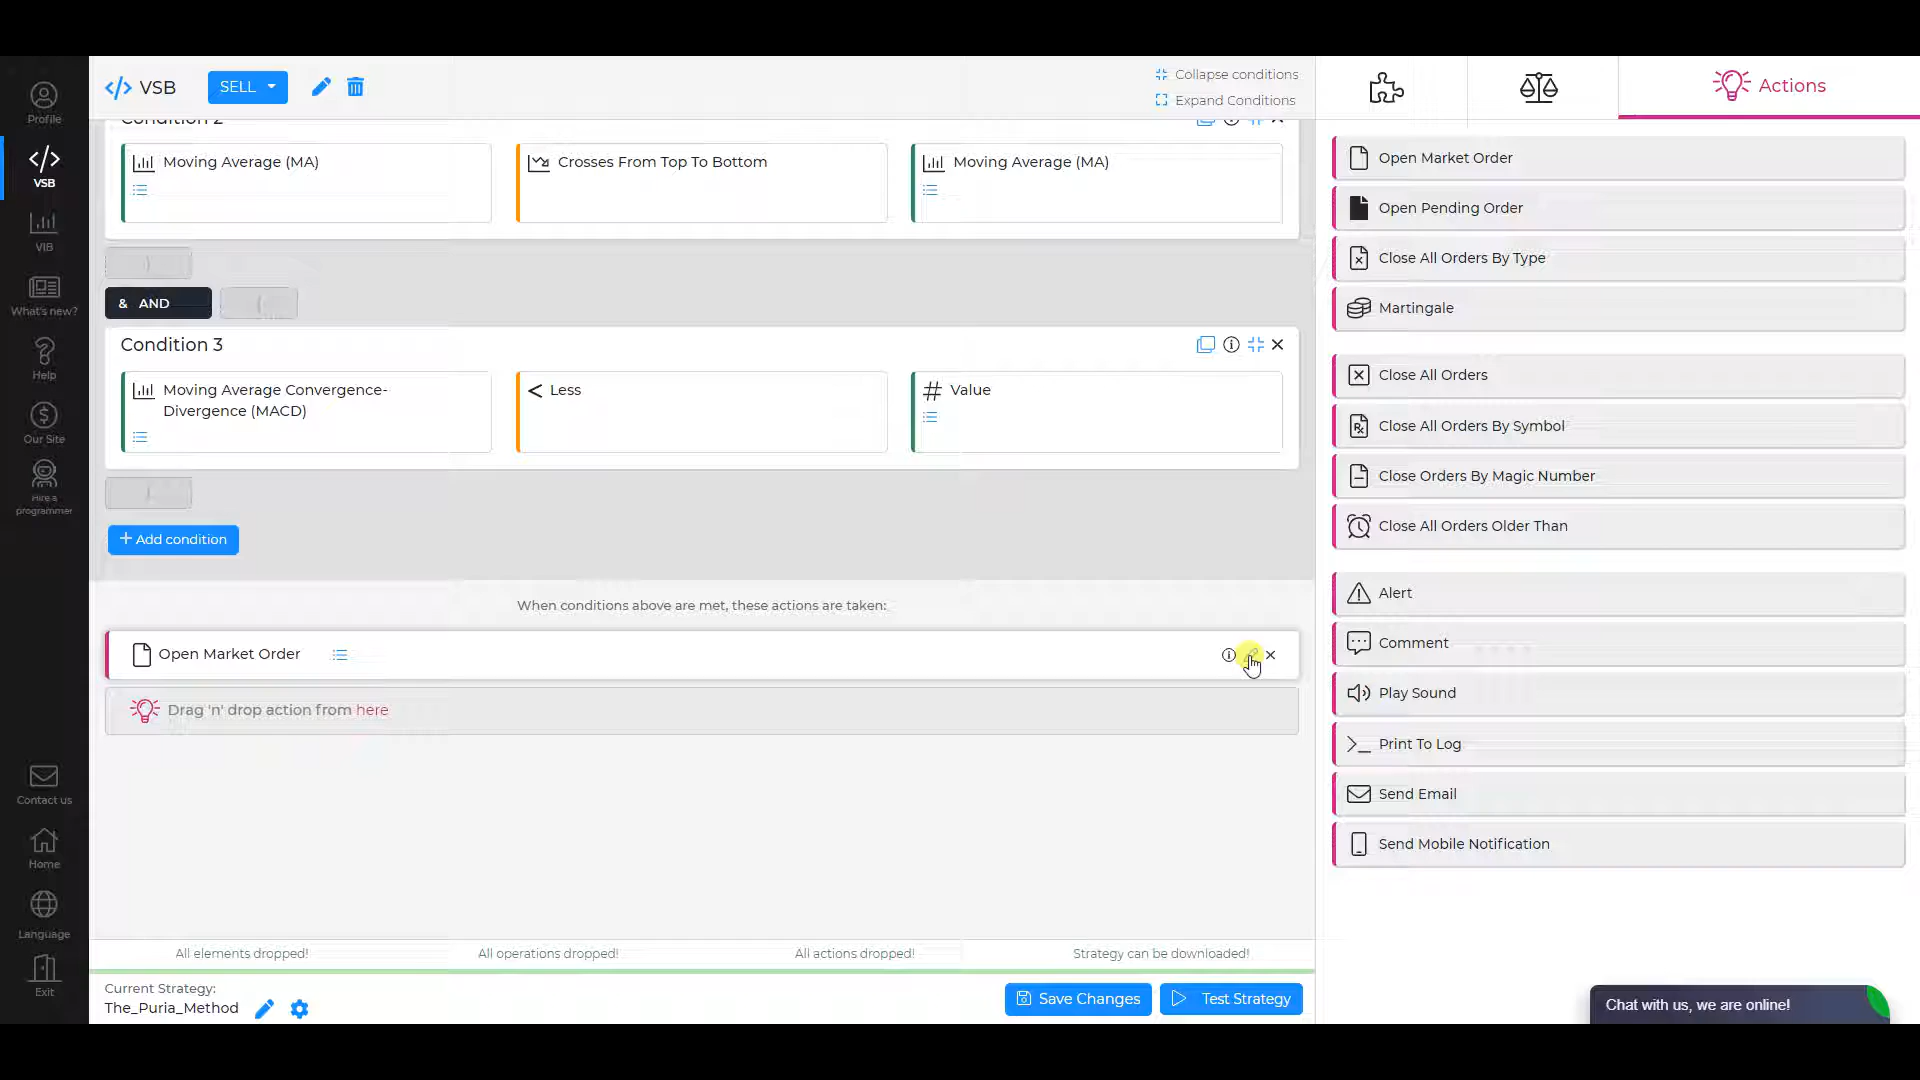 VSB
SELL
Collapse conditions
Expand Conditions
Actions
Profile
VSB
VIB
What's new?
Help
Our Site
Hire a
programmer
Contact us
Home
Language
Exit
Condition 2
Moving Average (MA)
Crosses From Top To Bottom
Moving Average (MA)
)
& AND
(
Condition 3
Moving Average Convergence-
Divergence (MACD)
< Less
# Value
)
+ Add condition
When conditions above are met, these actions are taken:
Open Market Order
Drag 'n' drop action from here
All elements dropped!
All operations dropped!
All actions dropped!
Strategy can be downloaded!
Current Strategy:
The_Puria_Method
Save Changes
Test Strategy
Open Market Order
Open Pending Order
Close All Orders By Type
Martingale
Close All Orders
Close All Orders By Symbol
Close Orders By Magic Number
Close All Orders Older Than
Alert
Comment
Play Sound
Print To Log
Send Email
Send Mobile Notification
Chat with us, we are online!